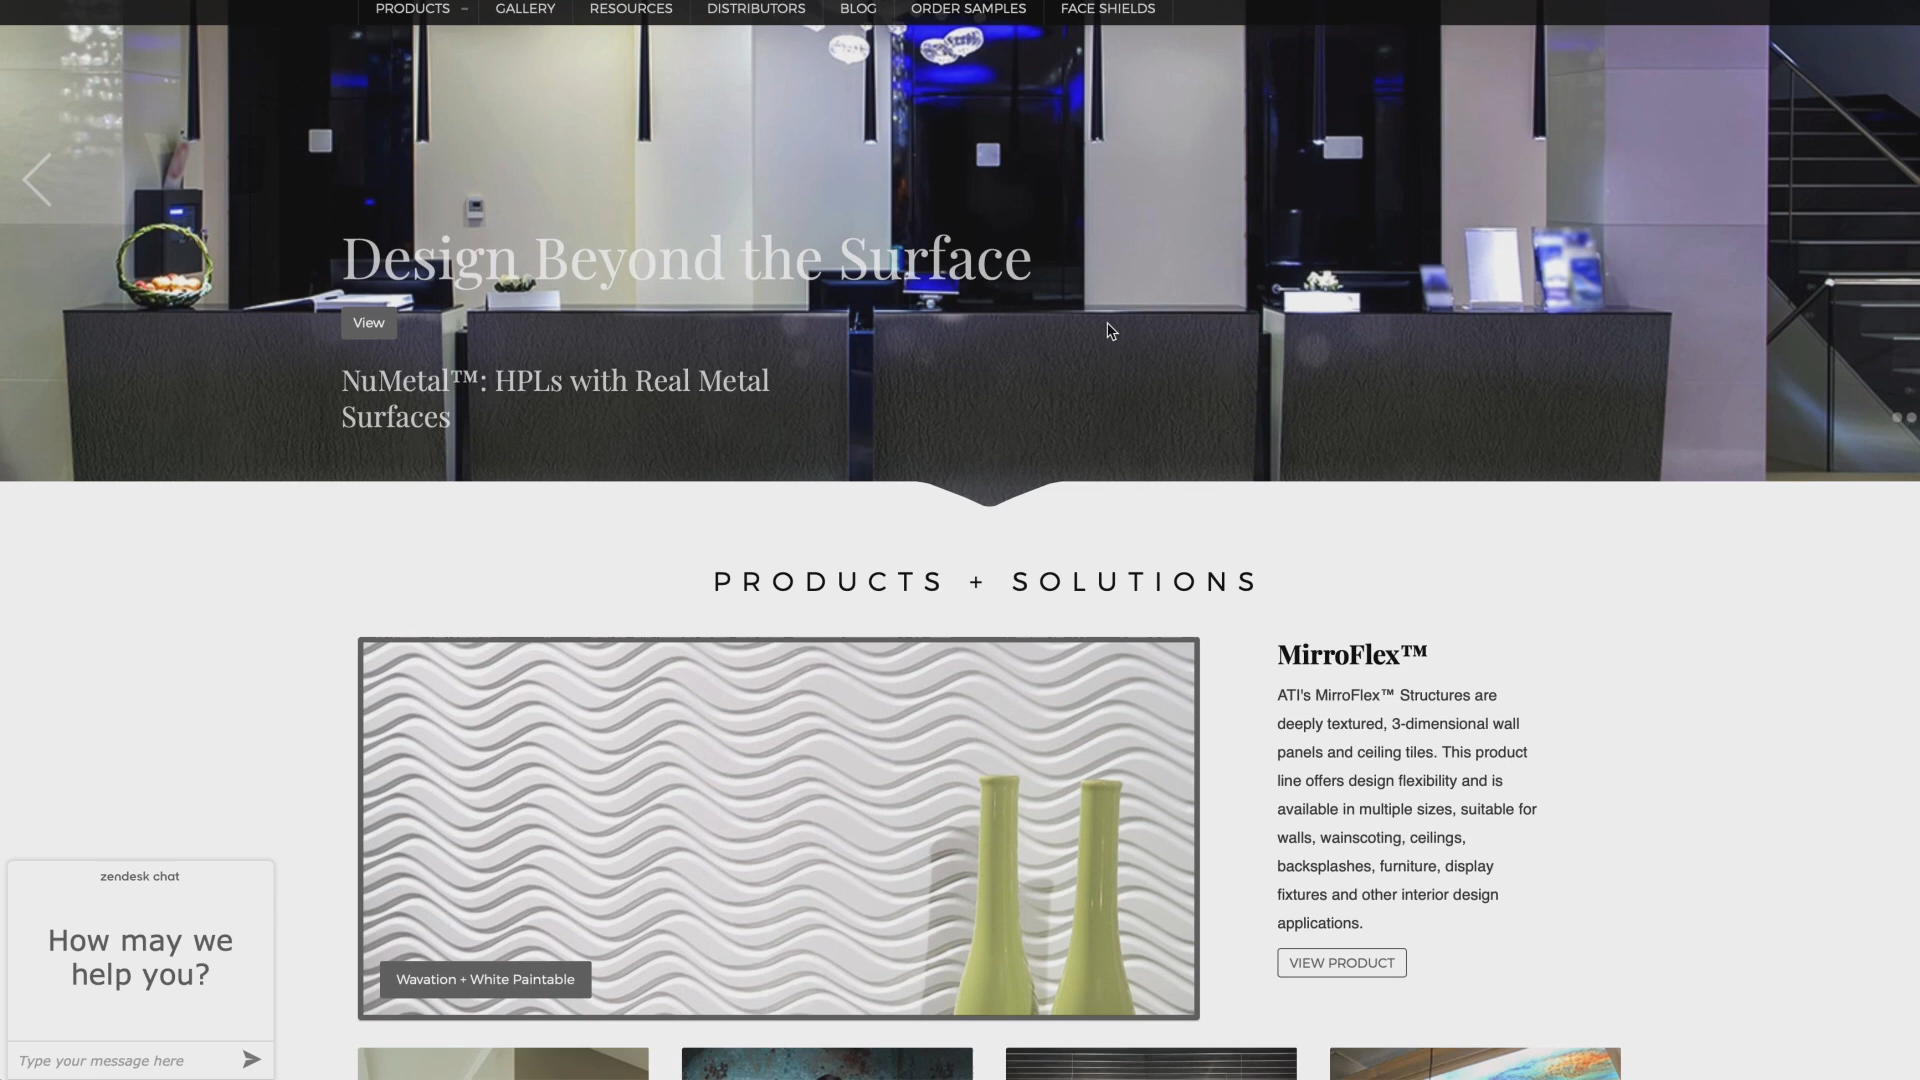 PRODUCTS –
GALLERY
RESOURCES
DISTRIBUTORS
BLOG
ORDER SAMPLES
FACE SHIELDS
Design Beyond the Surface
View
NuMetal™: HPLs with Real Metal
Surfaces
PRODUCTS + SOLUTIONS
MirroFlex™
ATI's MirroFlex™ Structures are
deeply textured, 3-dimensional wall
panels and ceiling tiles. This product
line offers design flexibility and is
available in multiple sizes, suitable for
walls, wainscoting, ceilings,
backsplashes, furniture, display
fixtures and other interior design
applications.
VIEW PRODUCT
Wavation + White Paintable
zendesk chat
How may we
help you?
Type your message here